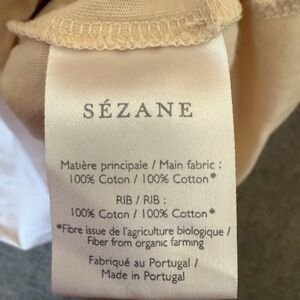 SÉZANE
Matière principale / Main fabric :
100% Coton / 100% Cotton*
RIB / RIB :
100% Coton / 100% Cotton*
*Fibre issue de l'agriculture biologique /
Fiber from organic farming
Fabriqué au Portugal /
Made in Portugal